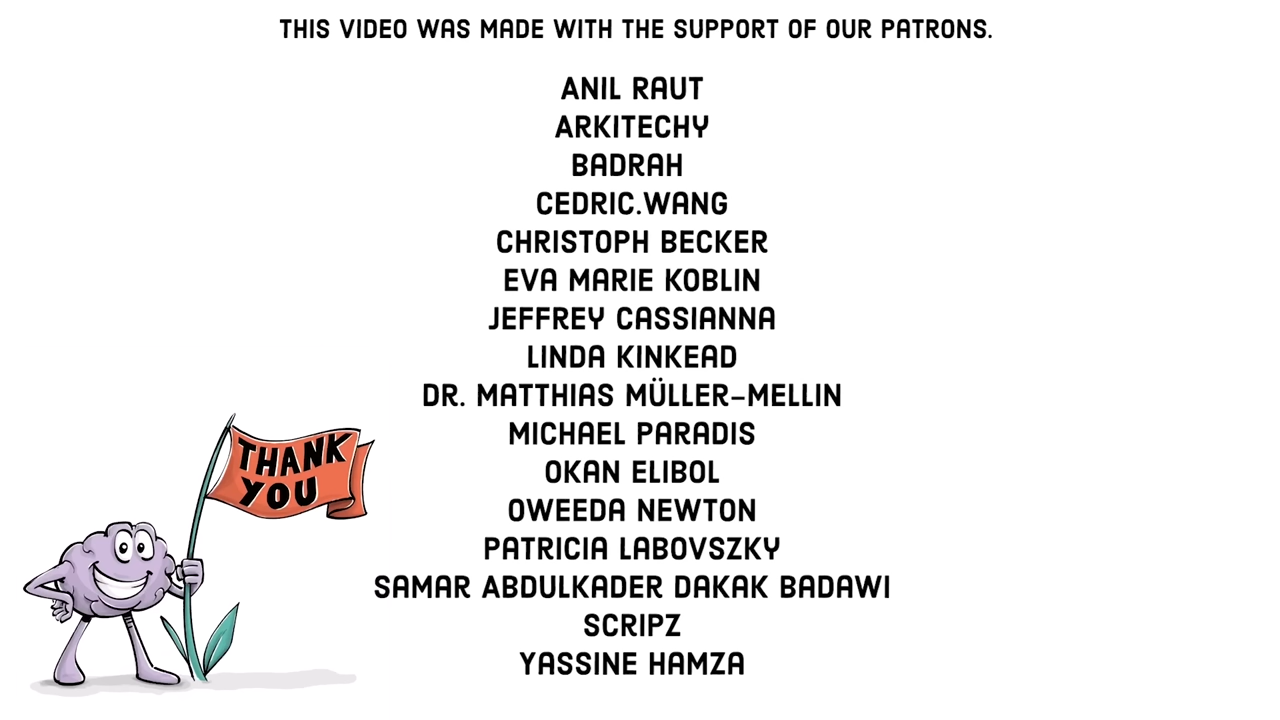 THIS VIDEO WAS MADE WITH THE SUPPORT OF OUR PATRONS.
ANIL RAUT
ARKITECHY
BADRAH
CEDRIC.WANG
CHRISTOPH BECKER
EVA MARIE KOBLIN
JEFFREY CASSIANNA
LINDA KINKEAD
DR. MATTHIAS MÜLLER-MELLIN
MICHAEL PARADIS
OKAN ELIBOL
OWEEDA NEWTON
PATRICIA LABOVSZKY
SAMAR ABDULKADER DAKAK BADAWI
SCRIPZ
YASSINE HAMZA
THANK
YOU